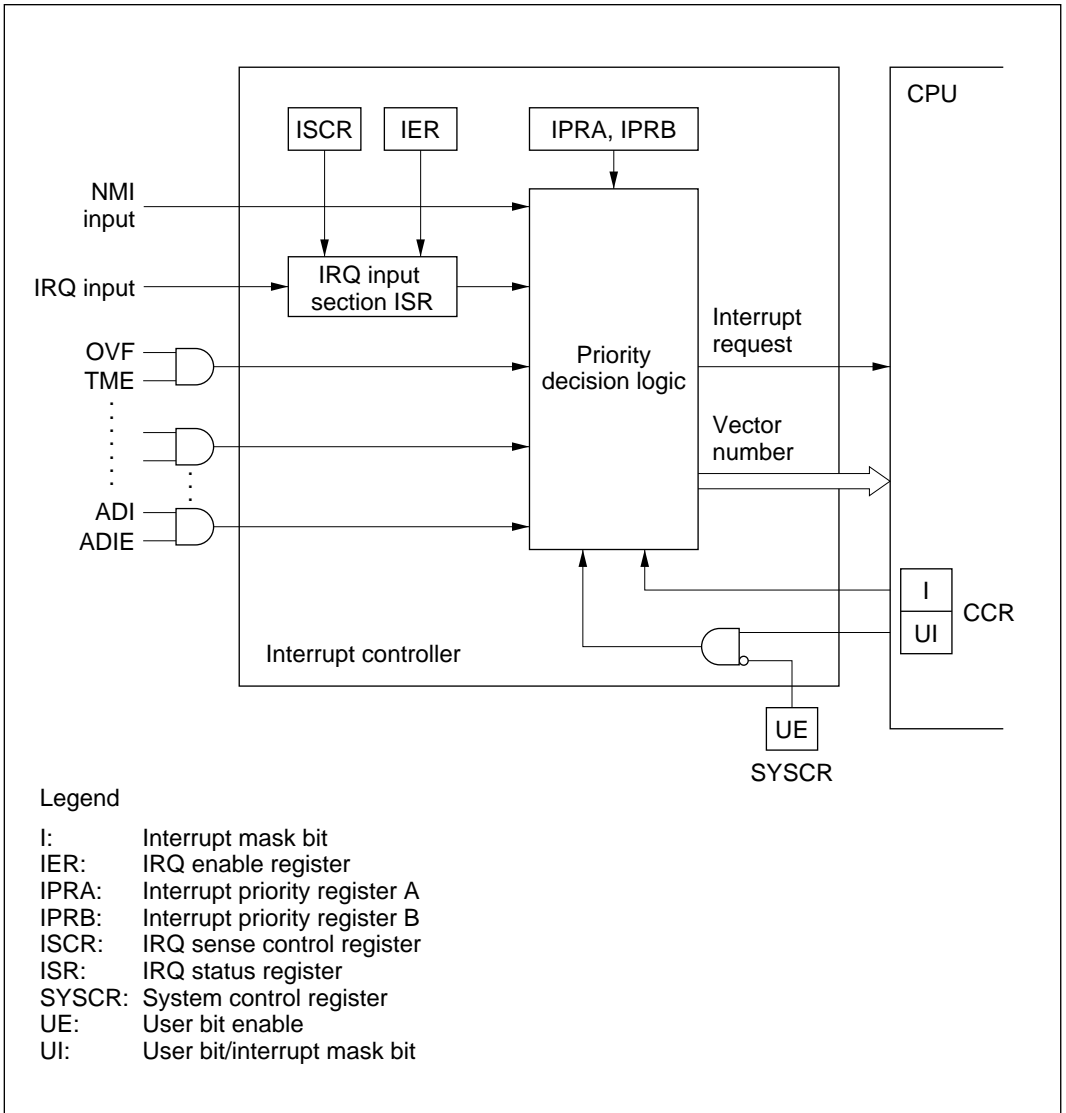 CPU
ISCR
IER
IPRA, IPRB
NMI
input
IRQ input
IRQ input
section ISR
OVF
TME
Priority
decision logic
Interrupt
request
Vector
number
ADI
ADIE
I
UI
CCR
Interrupt controller
UE
SYSCR
Legend
I: Interrupt mask bit
IER: IRQ enable register
IPRA: Interrupt priority register A
IPRB: Interrupt priority register B
ISCR: IRQ sense control register
ISR: IRQ status register
SYSCR: System control register
UE: User bit enable
UI: User bit/interrupt mask bit